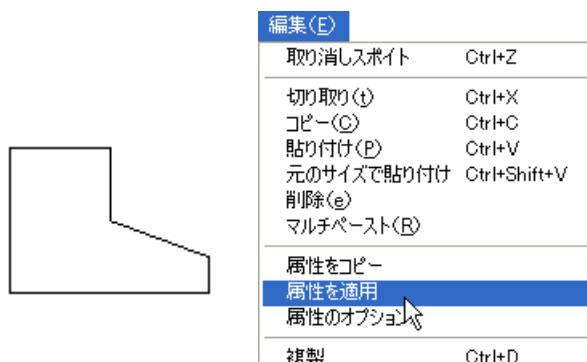 編集(E)
取り消しスポイト Ctrl+Z
切り取り(t) Ctrl+X
コピー(C) Ctrl+C
貼り付け(P) Ctrl+V
元のサイズで貼り付け Ctrl+Shift+V
削除(e)
マルチペースト(R)
属性をコピー
属性を適用
属性のオプション
複製 Ctrl+D